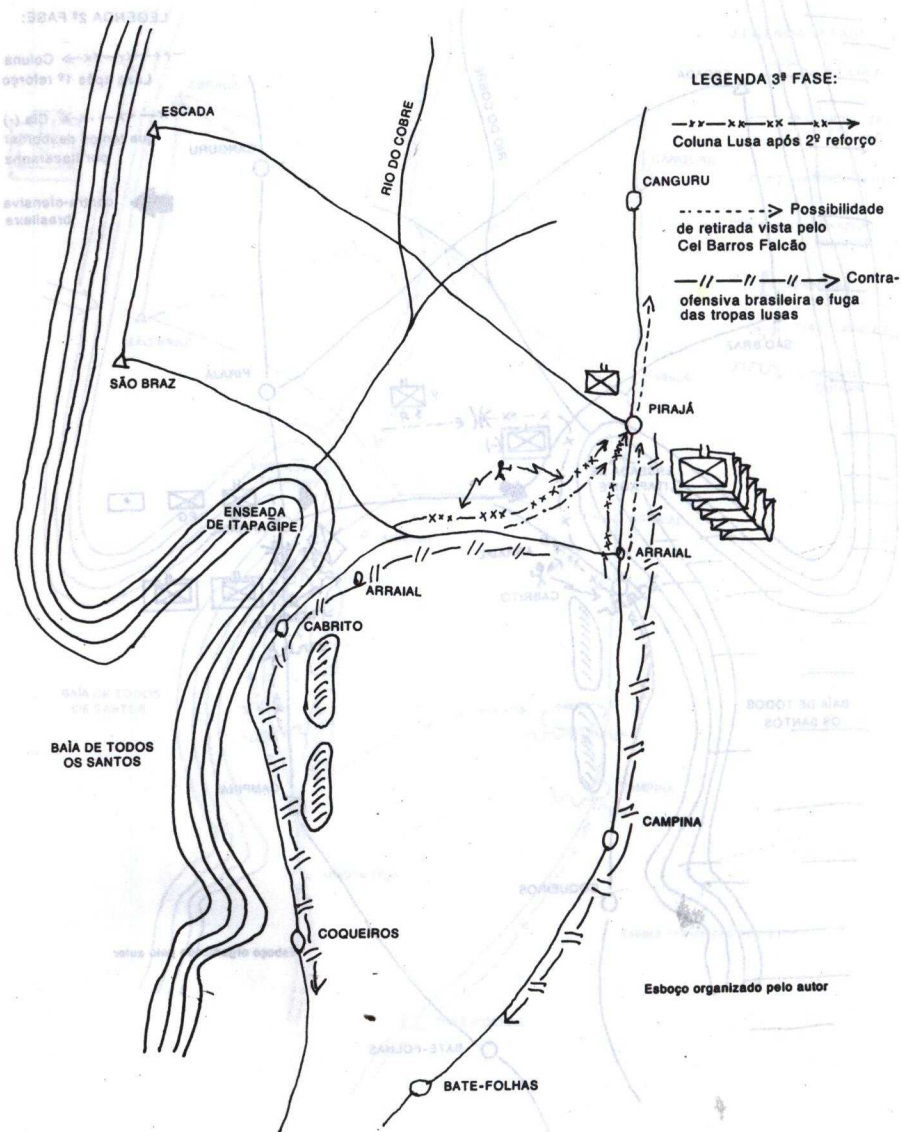 LEGENDA 3ª FASE:
Coluna Lusa após 2º reforço
Possibilidade
de retirada vista pelo
Cel Barros Falcão
Contra-
ofensiva brasileira e fuga
das tropas lusas
ESCADA
RIO DO COBRE
CANGURU
SÃO BRAZ
PIRAJÁ
ENSEADA
DE ITAPAGIPE
ARRAIAL
ARRAIAL
CABRITO
BAÍA DE TODOS
OS SANTOS
CAMPINA
COQUEIROS
Esboço organizado pelo autor
BATE-FOLHAS